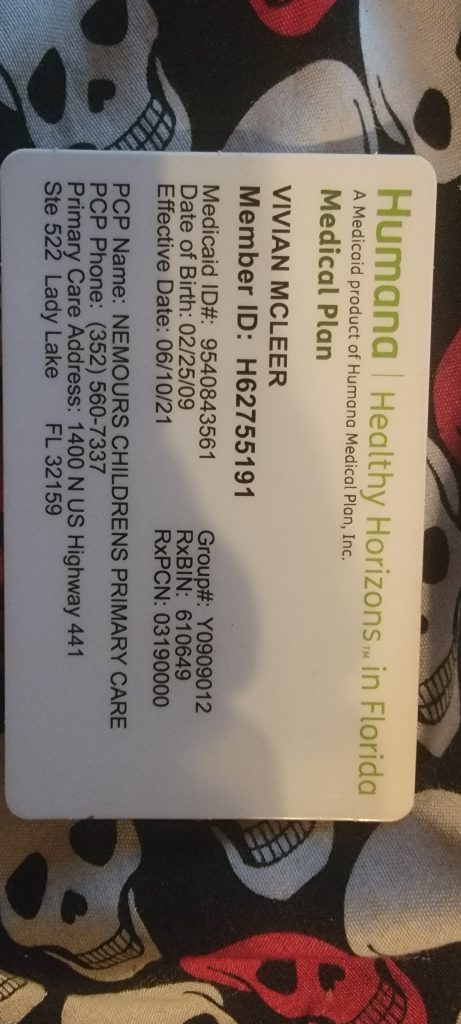 Humana | Healthy Horizons™ in Florida
A Medicaid product of Humana Medical Plan, Inc.
Medical Plan
VIVIAN MCLEER
Member ID: H62755191
Medicaid ID#: 9540843561 Group#: Y0909012
Date of Birth: 02/25/09 RxBIN: 610649
Effective Date: 06/10/21 RxPCN: 03190000
PCP Name: NEMOURS CHILDRENS PRIMARY CARE
PCP Phone: (352) 560-7337
Primary Care Address: 1400 N US Highway 441
Ste 522 Lady Lake FL 32159